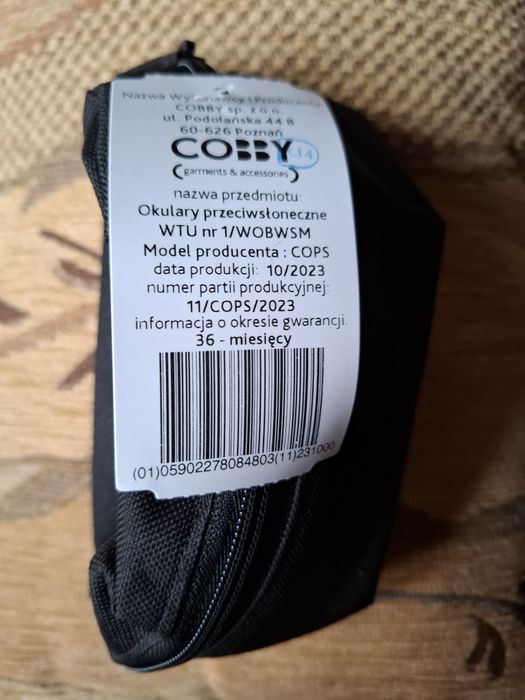 Nazwa Wykonawcy i Producenta
COBBY sp. z o.o.
ul. Podolańska 44 B
60-626 Poznań
COBBY
garments & accessories
nazwa przedmiotu:
Okulary przeciwsłoneczne
WTU nr 1/WOBWSM
Model producenta : COPS
data produkcji: 10/2023
numer partii produkcyjnej:
11/COPS/2023
informacja o okresie gwarancji.
36 - miesięcy
(01)05902278084803(11)231000